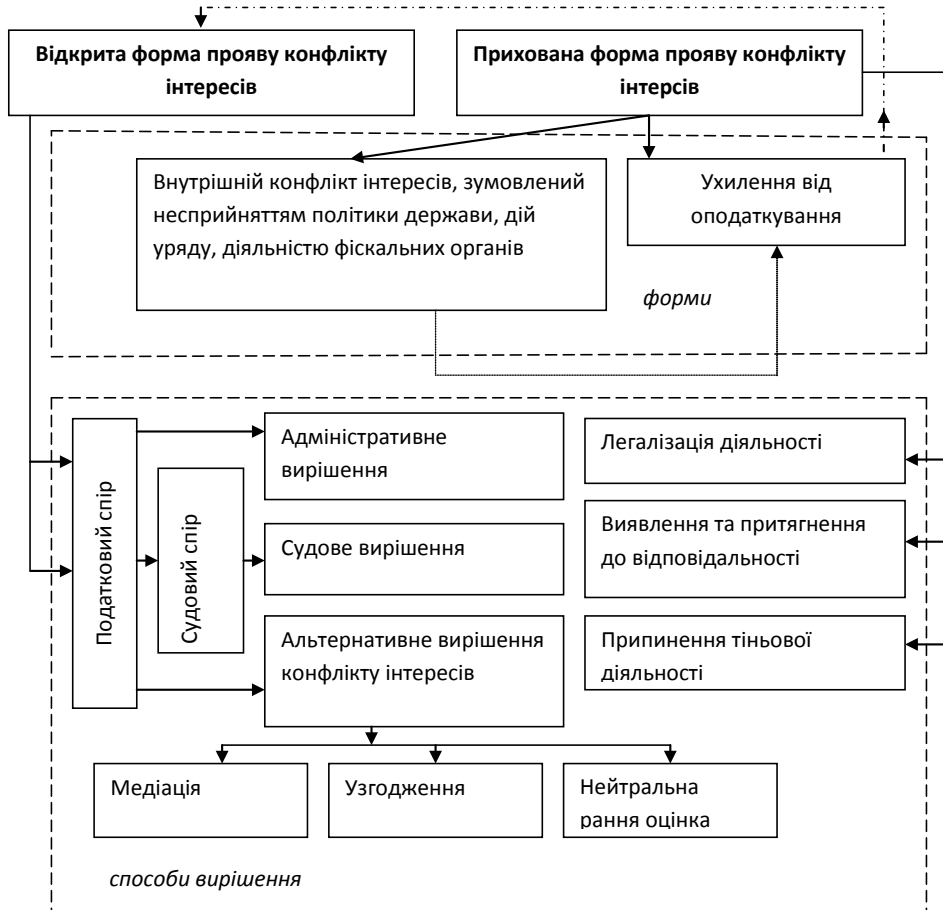 Відкрита форма прояву конфлікту
інтересів
Прихована форма прояву конфлікту
інтерсів
Внутрішній конфлікт інтересів, зумовлений
несприйняттям політики держави, дій
уряду, діяльністю фіскальних органів
Ухилення від
оподаткування
форми
Податковий спір
Судовий спір
Адміністративне
вирішення
Судове вирішення
Альтернативне вирішення
конфлікту інтересів
Легалізація діяльності
Виявлення та притягнення
до відповідальності
Припинення тіньової
діяльності
Медіація
Узгодження
Нейтральна
рання оцінка
способи вирішення